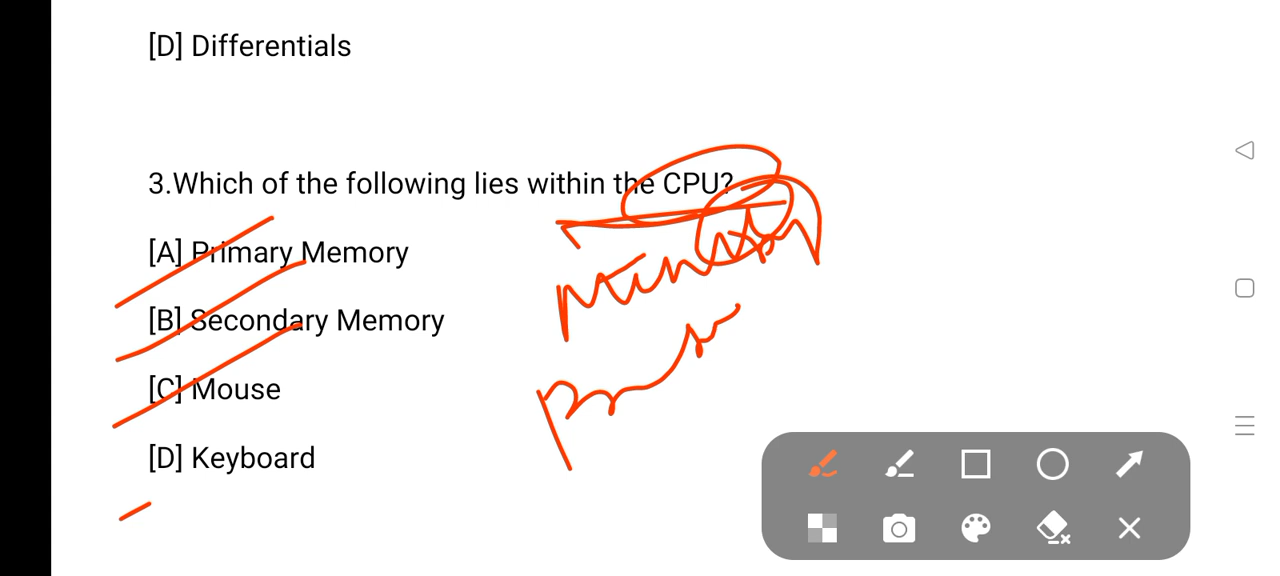 [D] Differentials
3.Which of the following lies within the CPU?
[A] Primary Memory
[B] Secondary Memory
[C] Mouse
[D] Keyboard